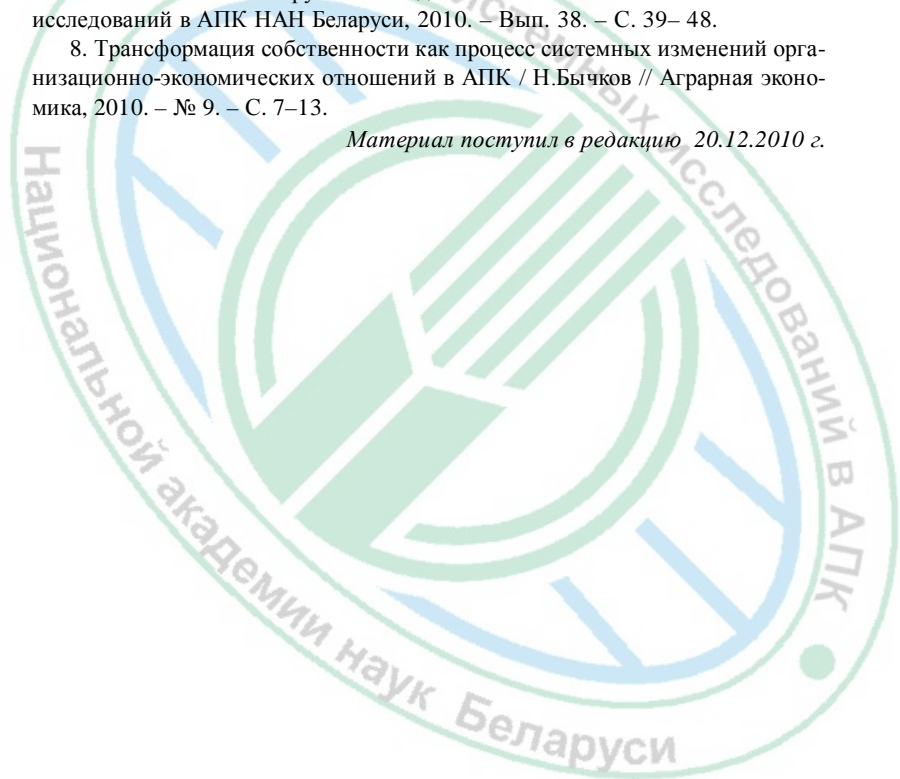 исследований в АПК НАН Беларуси, 2010. – Вып. 38. – С. 39– 48.
8. Трансформация собственности как процесс системных изменений орга-
низационно-экономических отношений в АПК / Н.Бычков // Аграрная эконо-
мика, 2010. – № 9. – С. 7–13.
Материал поступил в редакцию 20.12.2010 г.
исследований в АПК
Национальной академии наук Беларуси